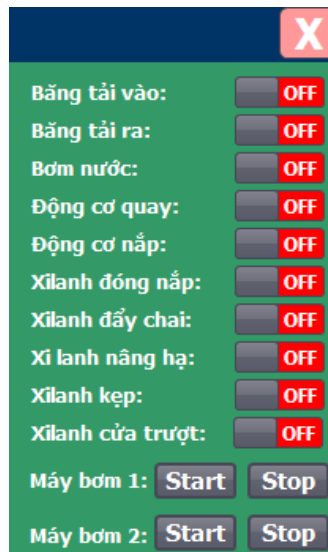 X
Băng tải vào: OFF
Băng tải ra: OFF
Bơm nước: OFF
Động cơ quay: OFF
Động cơ nắp: OFF
Xilanh đóng nắp: OFF
Xilanh đẩy chai: OFF
Xi lanh nâng hạ: OFF
Xilanh kẹp: OFF
Xilanh cửa trượt: OFF
Máy bơm 1: Start Stop
Máy bơm 2: Start Stop